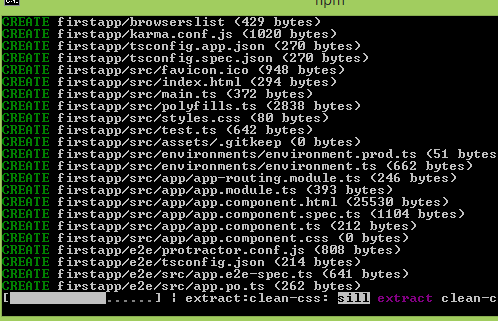 npm
CREATE firstapp/browserslist (429 bytes)
CREATE firstapp/karma.conf.js (1020 bytes)
CREATE firstapp/tsconfig.app.json (270 bytes)
CREATE firstapp/tsconfig.spec.json (270 bytes)
CREATE firstapp/src/favicon.ico (948 bytes)
CREATE firstapp/src/index.html (294 bytes)
CREATE firstapp/src/main.ts (372 bytes)
CREATE firstapp/src/polyfills.ts (2838 bytes)
CREATE firstapp/src/styles.css (80 bytes)
CREATE firstapp/src/test.ts (642 bytes)
CREATE firstapp/src/assets/.gitkeep (0 bytes)
CREATE firstapp/src/environments/environment.prod.ts (51 bytes
CREATE firstapp/src/environments/environment.ts (662 bytes)
CREATE firstapp/src/app/app-routing.module.ts (246 bytes)
CREATE firstapp/src/app/app.module.ts (393 bytes)
CREATE firstapp/src/app/app.component.html (25530 bytes)
CREATE firstapp/src/app/app.component.spec.ts (1104 bytes)
CREATE firstapp/src/app/app.component.ts (212 bytes)
CREATE firstapp/src/app/app.component.css (0 bytes)
CREATE firstapp/e2e/protractor.conf.js (808 bytes)
CREATE firstapp/e2e/tsconfig.json (214 bytes)
CREATE firstapp/e2e/src/app.e2e-spec.ts (641 bytes)
CREATE firstapp/e2e/src/app.po.ts (262 bytes)
[ ......] | extract:clean-css: sill extract clean-c